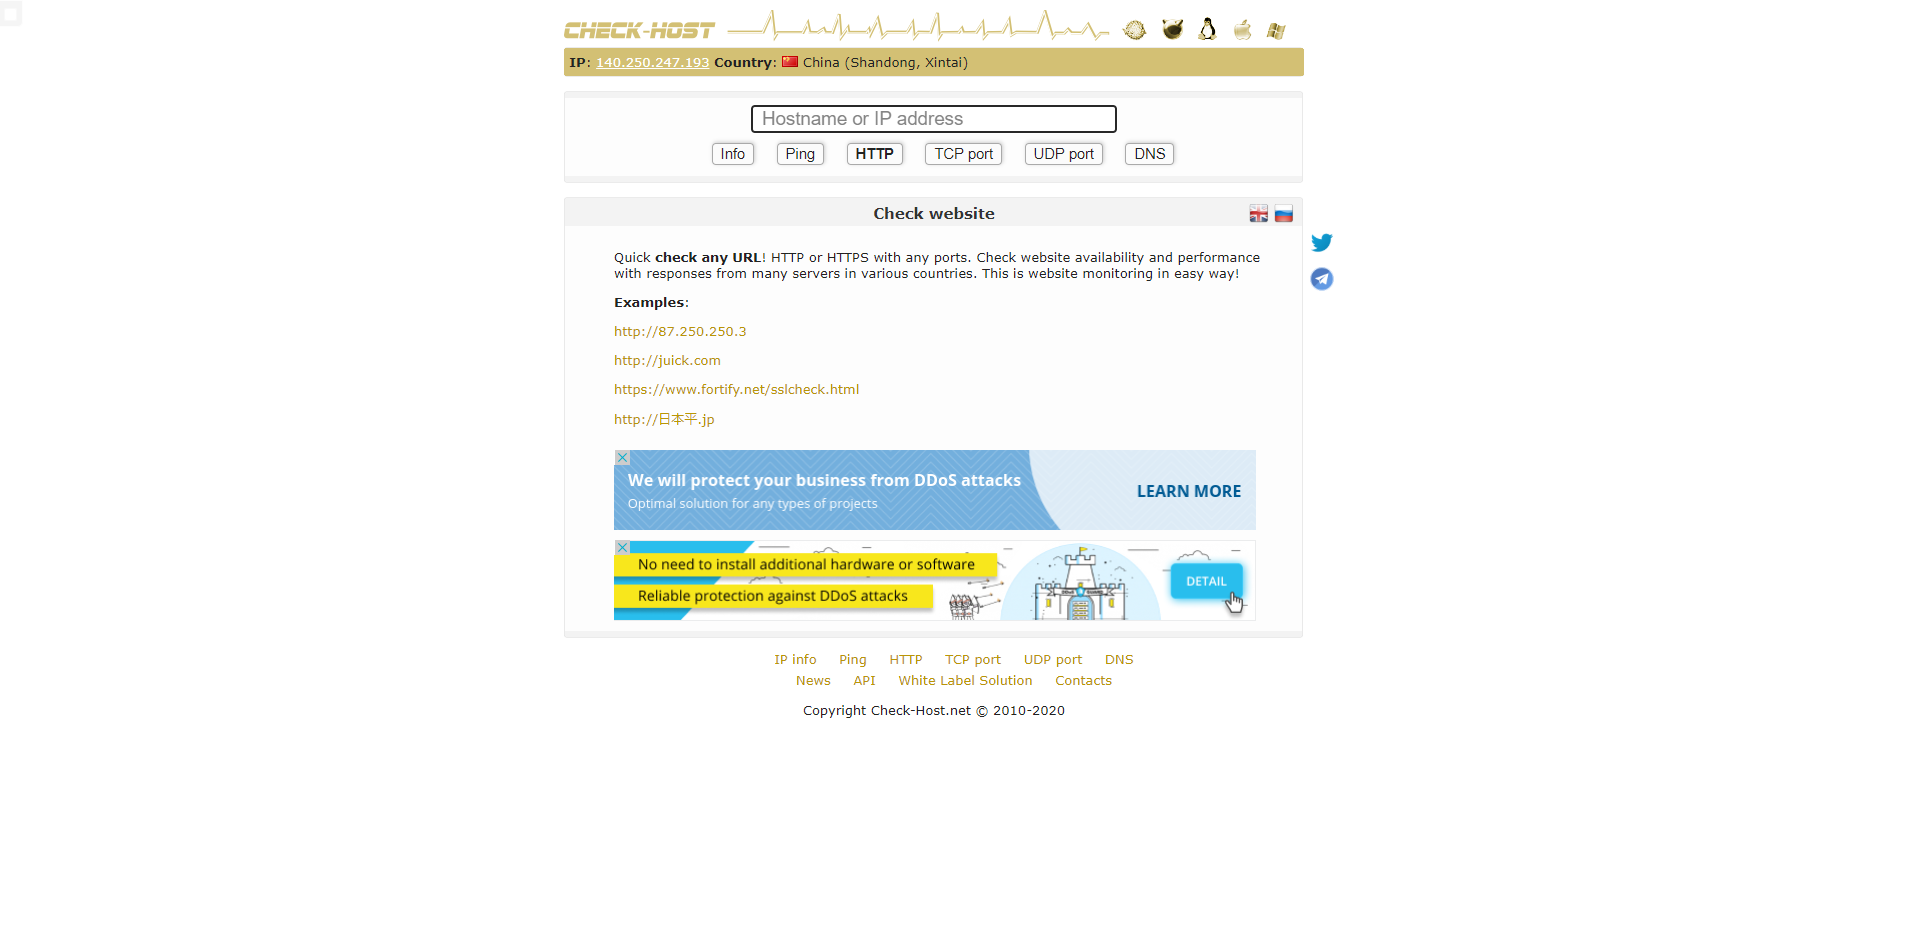 CHECK-HOST
IP: 140.250.247.193 Country: China (Shandong, Xintai)
Hostname or IP address
Info Ping HTTP TCP port UDP port DNS
Check website
Quick check any URL! HTTP or HTTPS with any ports. Check website availability and performance
with responses from many servers in various countries. This is website monitoring in easy way!
Examples:
http://87.250.250.3
http://juick.com
https://www.fortify.net/sslcheck.html
http://日本平.jp
We will protect your business from DDoS attacks
Optimal solution for any types of projects
LEARN MORE
No need to install additional hardware or software
Reliable protection against DDoS attacks
DDoS GUARD
DETAIL
IP info Ping HTTP TCP port UDP port DNS
News API White Label Solution Contacts
Copyright Check-Host.net © 2010-2020